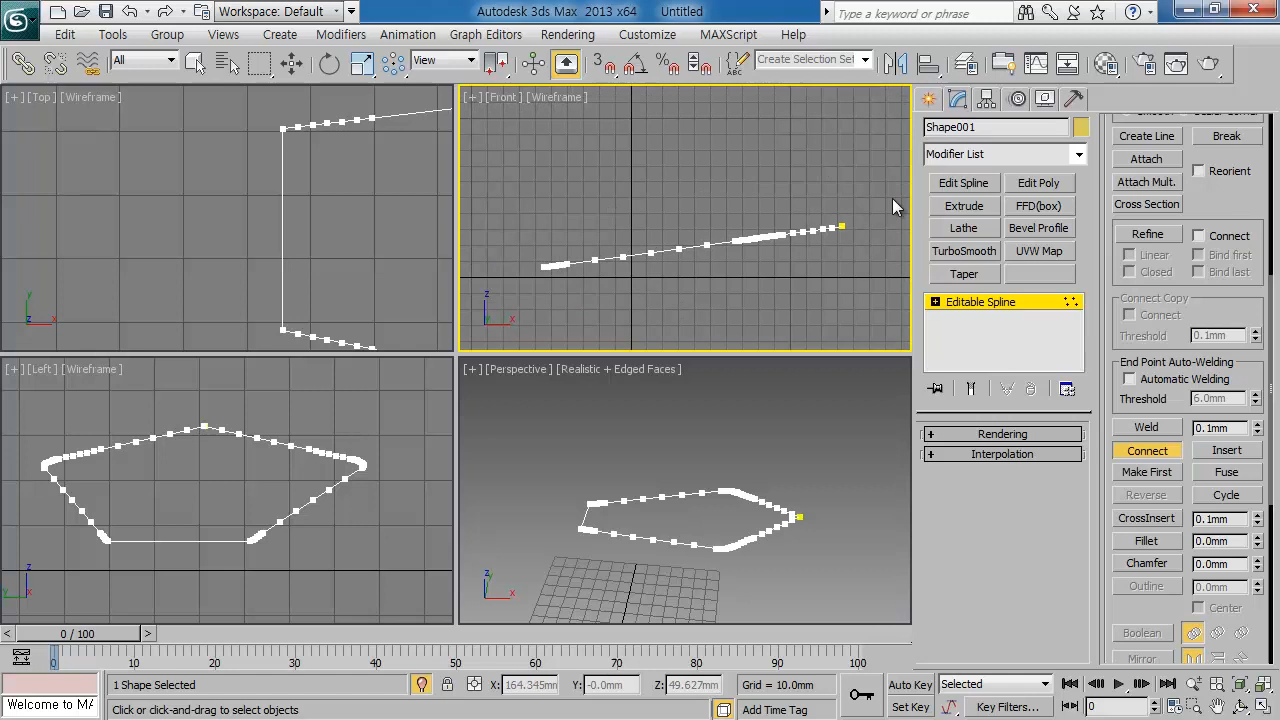 Workspace: Default
Autodesk 3ds Max 2013 x64 Untitled
Type a keyword or phrase
Edit Tools Group Views Create Modifiers Animation Graph Editors Rendering Customize MAXScript Help
All
View
3
Create Selection Set
[+] [Top] [Wireframe]
[+] [Front] [Wireframe]
Shape001
Modifier List
Edit Spline Edit Poly
Extrude FFD(box)
Lathe Bevel Profile
TurboSmooth UVW Map
Taper
Editable Spline
Rendering
Interpolation
Create Line Break
Attach
Reorient
Attach Mult.
Cross Section
Refine Connect
Linear Bind first
Closed Bind last
Connect Copy
Connect
Threshold 0.1mm
End Point Auto-Welding
Automatic Welding
Threshold 6.0mm
Weld 0.1mm
Connect Insert
Make First Fuse
Reverse Cycle
CrossInsert 0.1mm
Fillet 0.0mm
Chamfer 0.0mm
Outline 0.0mm
Center
Boolean
Mirror
[+] [Left] [Wireframe]
[+] [Perspective] [Realistic + Edged Faces]
z y x
0 / 100
0 10 20 30 40 50 60 70 80 90 100
1 Shape Selected
X: 164.345mm Y: -0.0mm Z: 49.627mm
Grid = 10.0mm
Auto Key Selected
Welcome to MA
Click or click-and-drag to select objects
Add Time Tag
Set Key Key Filters... 0